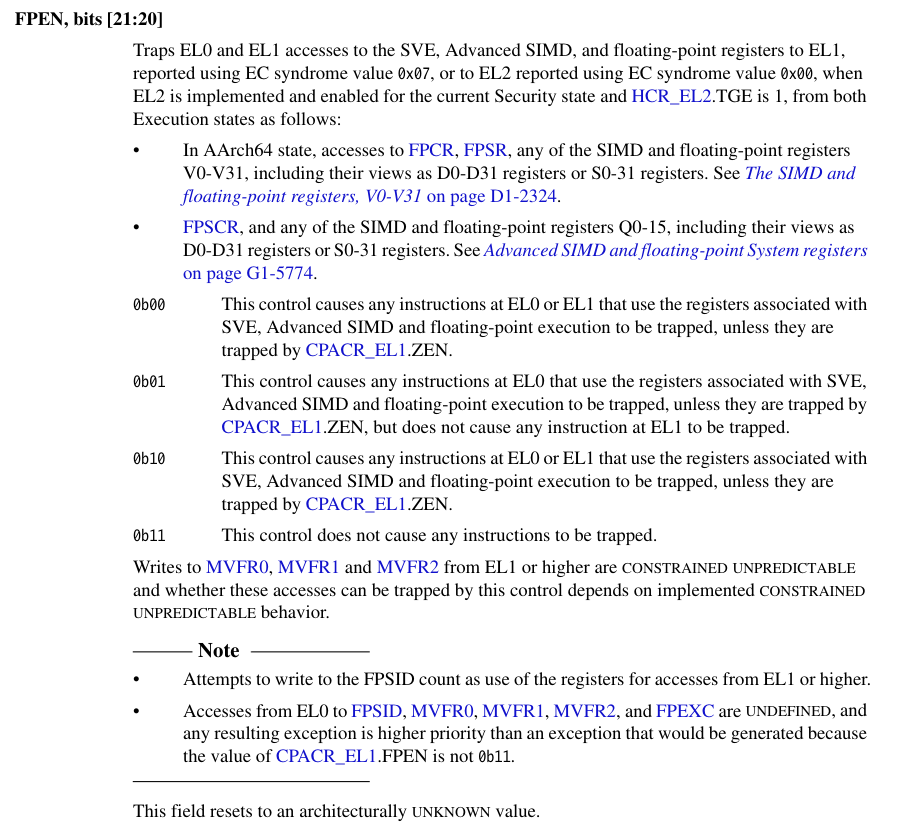 FPEN, bits [21:20]
Traps EL0 and EL1 accesses to the SVE, Advanced SIMD, and floating-point registers to EL1,
reported using EC syndrome value 0x07, or to EL2 reported using EC syndrome value 0x00, when
EL2 is implemented and enabled for the current Security state and HCR_EL2.TGE is 1, from both
Execution states as follows:
• In AArch64 state, accesses to FPCR, FPSR, any of the SIMD and floating-point registers
V0-V31, including their views as D0-D31 registers or S0-31 registers. See The SIMD and
floating-point registers, V0-V31 on page D1-2324.
• FPSCR, and any of the SIMD and floating-point registers Q0-15, including their views as
D0-D31 registers or S0-31 registers. See Advanced SIMD and floating-point System registers
on page G1-5774.
0b00 This control causes any instructions at EL0 or EL1 that use the registers associated with
SVE, Advanced SIMD and floating-point execution to be trapped, unless they are
trapped by CPACR_EL1.ZEN.
0b01 This control causes any instructions at EL0 that use the registers associated with SVE,
Advanced SIMD and floating-point execution to be trapped, unless they are trapped by
CPACR_EL1.ZEN, but does not cause any instruction at EL1 to be trapped.
0b10 This control causes any instructions at EL0 or EL1 that use the registers associated with
SVE, Advanced SIMD and floating-point execution to be trapped, unless they are
trapped by CPACR_EL1.ZEN.
0b11 This control does not cause any instructions to be trapped.
Writes to MVFR0, MVFR1 and MVFR2 from EL1 or higher are CONSTRAINED UNPREDICTABLE
and whether these accesses can be trapped by this control depends on implemented CONSTRAINED
UNPREDICTABLE behavior.
Note
• Attempts to write to the FPSID count as use of the registers for accesses from EL1 or higher.
• Accesses from EL0 to FPSID, MVFR0, MVFR1, MVFR2, and FPEXC are UNDEFINED, and
any resulting exception is higher priority than an exception that would be generated because
the value of CPACR_EL1.FPEN is not 0b11.
This field resets to an architecturally UNKNOWN value.